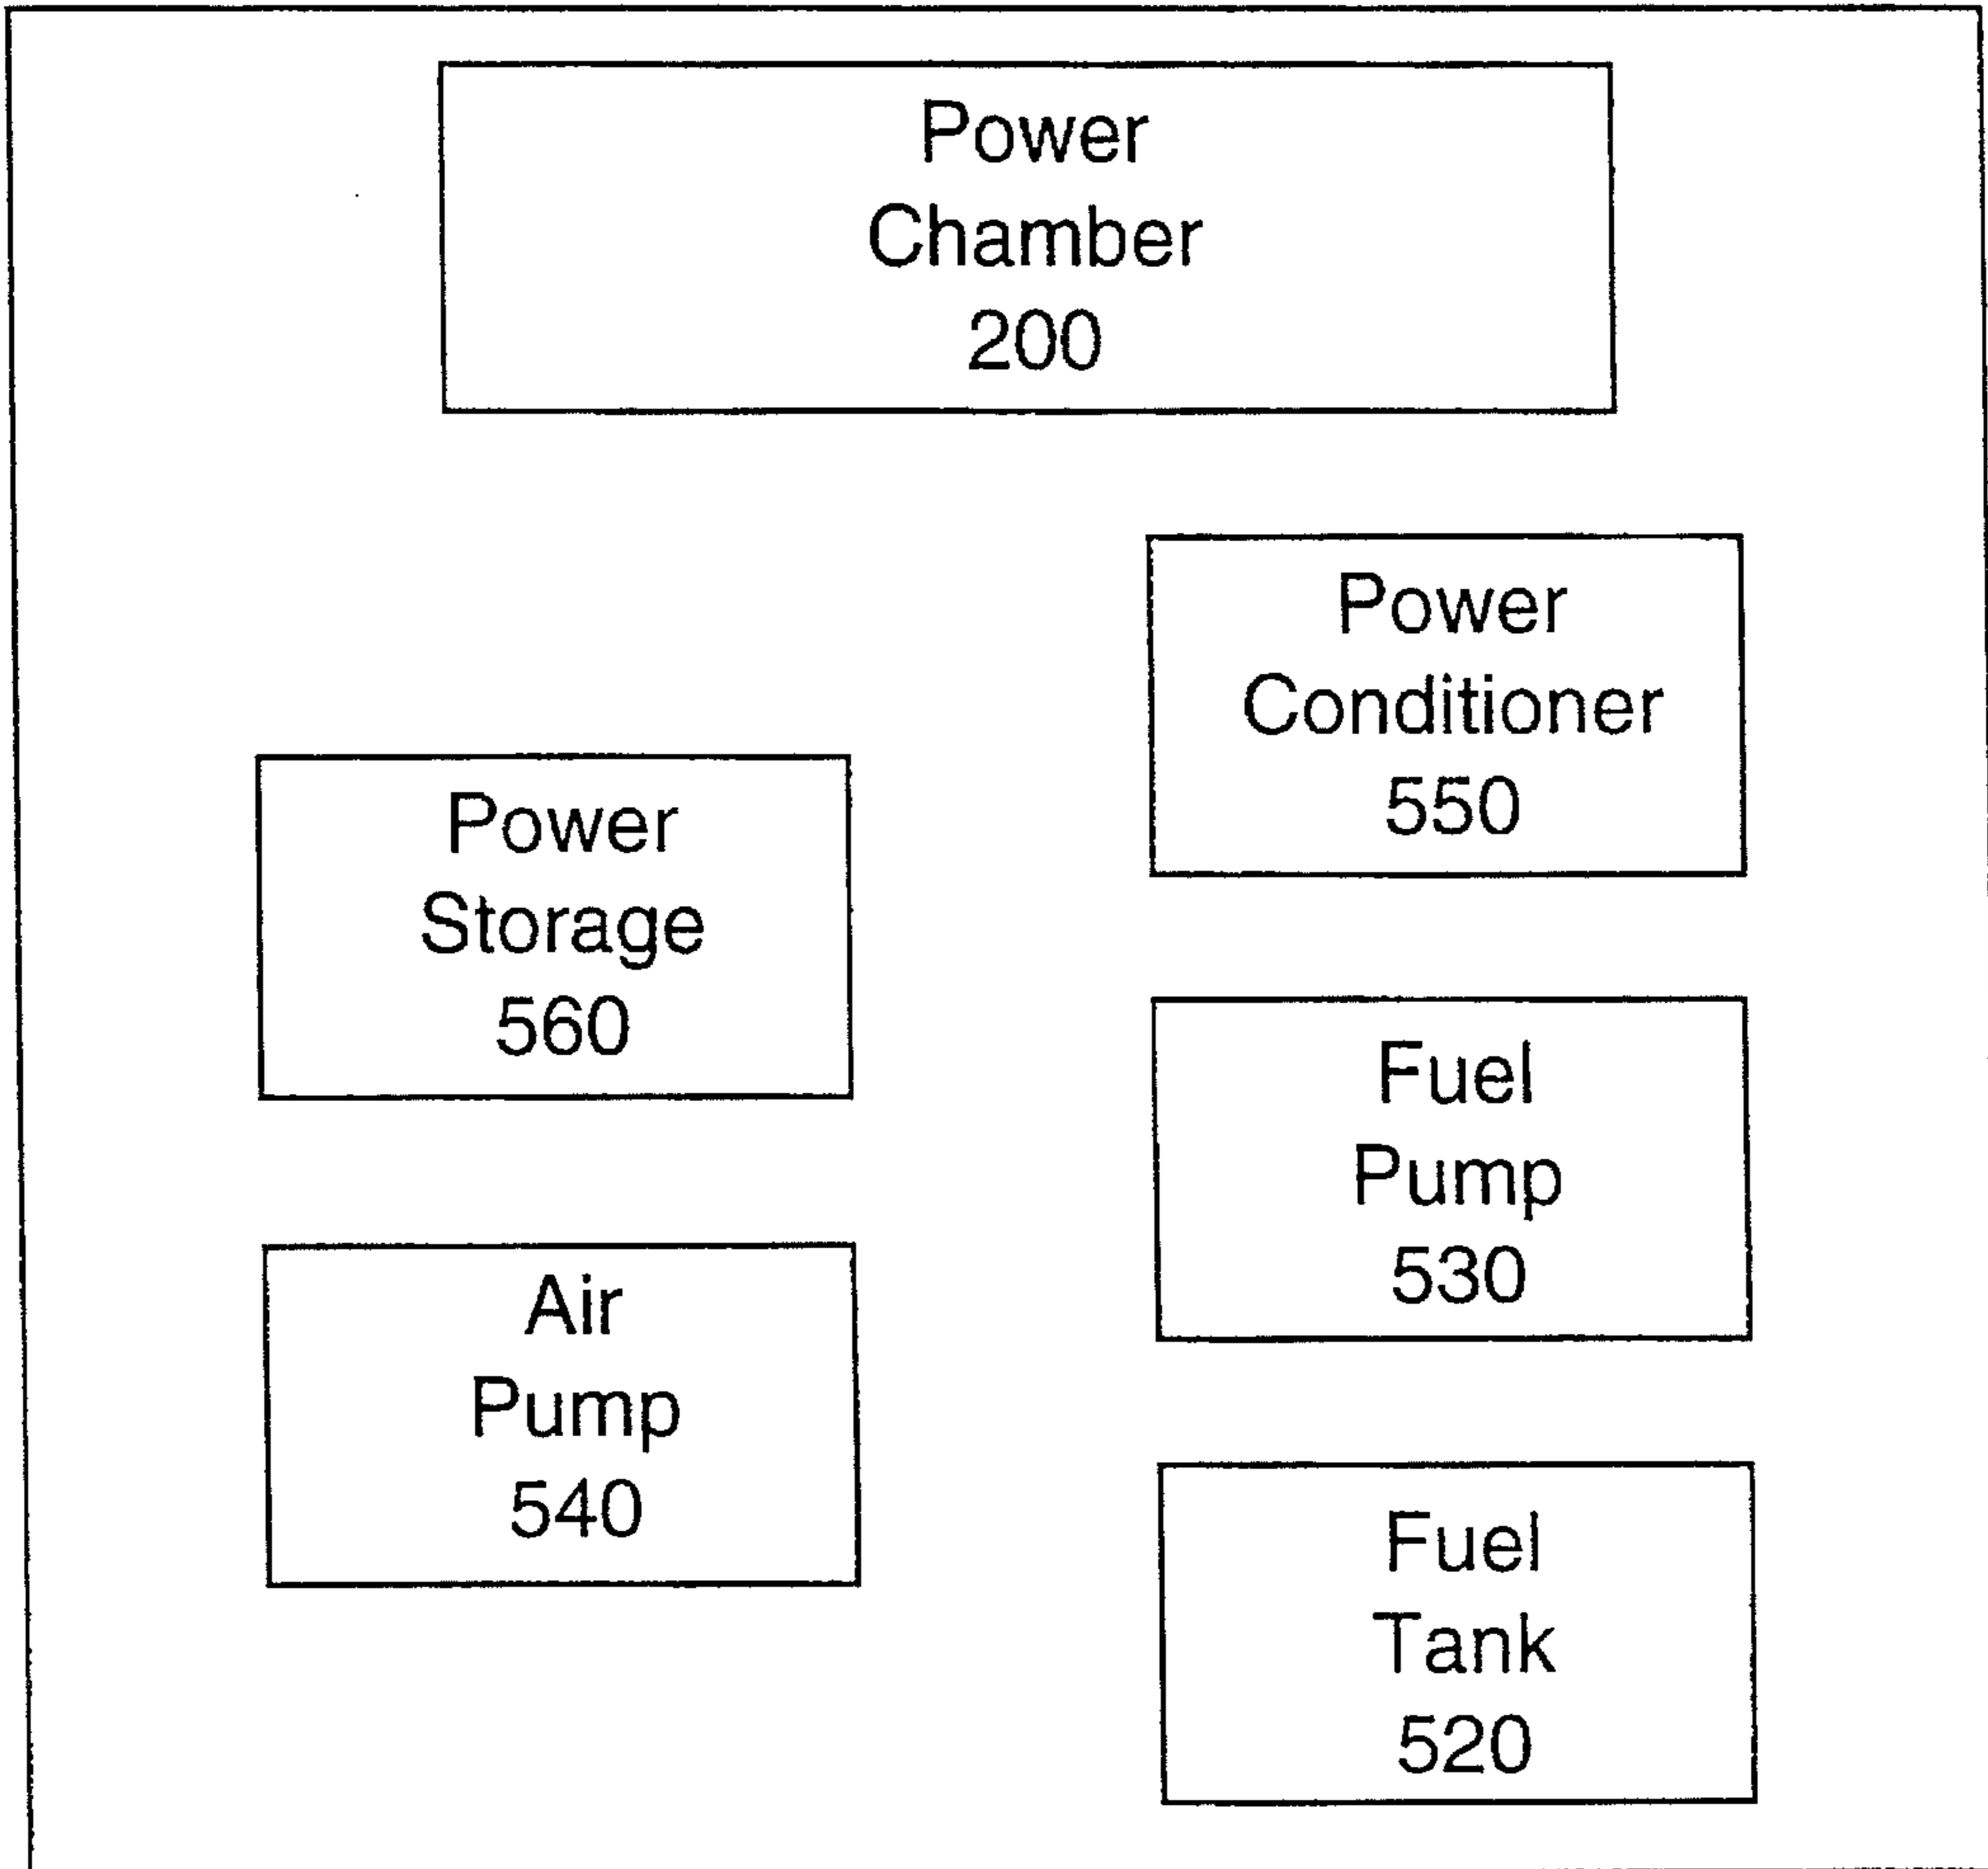 Power
Chamber
200
Power
Conditioner
550
Power
Storage
560
Fuel
Pump
530
Air
Pump
540
Fuel
Tank
520